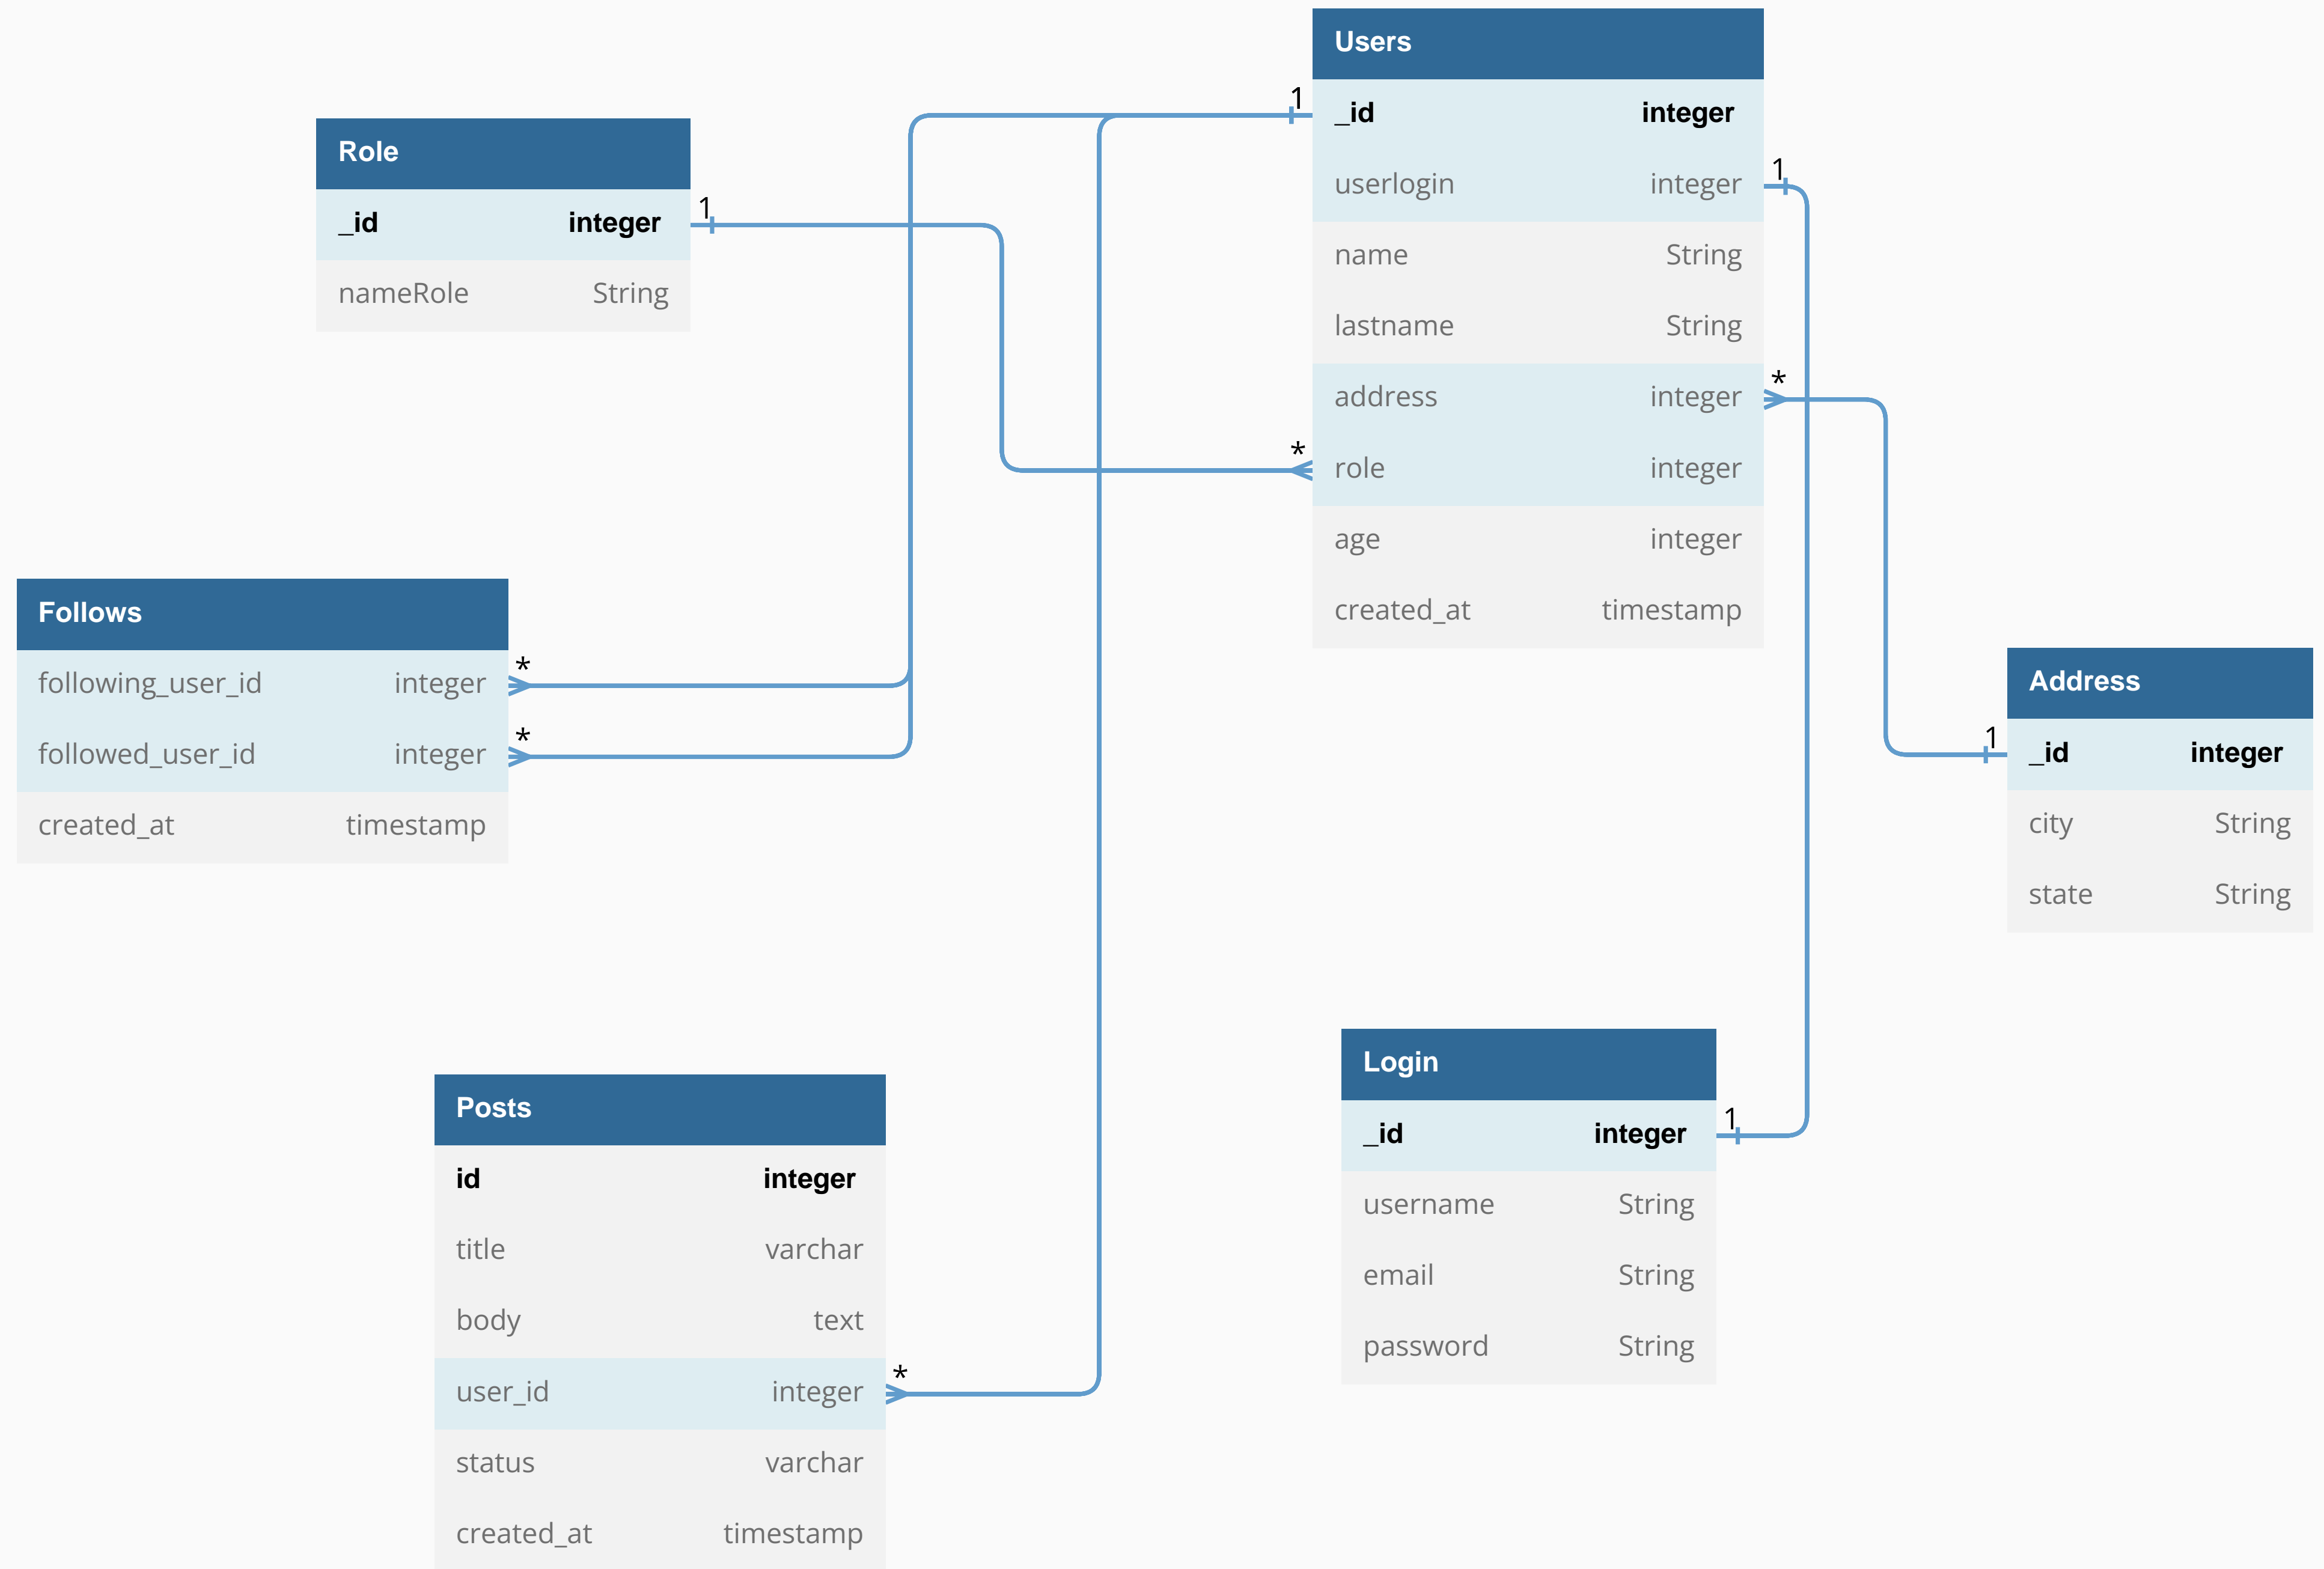 Users
1
_id integer
1
userlogin integer
name String
lastname String
*
address integer
*
role integer
age integer
created_at timestamp
Role
1
_id integer
nameRole String
Follows
*
following_user_id integer
*
followed_user_id integer
created_at timestamp
Address
1
_id integer
city String
state String
Login
1
_id integer
username String
email String
password String
Posts
id integer
title varchar
body text
*
user_id integer
status varchar
created_at timestamp